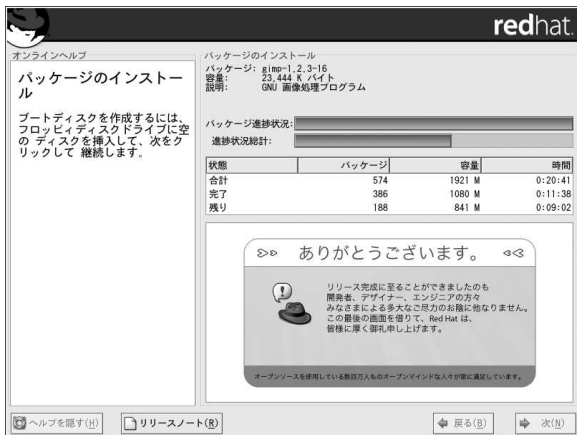 redhat.
オンラインヘルプ
パッケージのインストー
ル
ブートディスクを作成するには、
フロッピィディスクドライブに空
の ディスクを挿入して、次をク
リックして 継続します。
パッケージのインストール
パッケージ: gimp-1.2.3-16
容量: 23,444 K バイト
説明: GNU 画像処理プログラム
パッケージ進捗状況:
進捗状況総計:
状態 パッケージ 容量 時間
合計 574 1921 M 0:20:41
完了 386 1080 M 0:11:38
残り 188 841 M 0:09:02
ありがとうございます。
リリース完成に至ることができましたのも
開発者、デザイナー、エンジニアの方々
みなさまによる多大なご尽力のお陰に他なりません。
この最後の画面を借りて、Red Hat は、
皆様に厚く御礼申し上げます。
オープンソースを使用している数百万人ものオープンマインドな人々が常に満足しています。
ヘルプを隠す(H)
リリースノート(R)
戻る(B)
次(N)